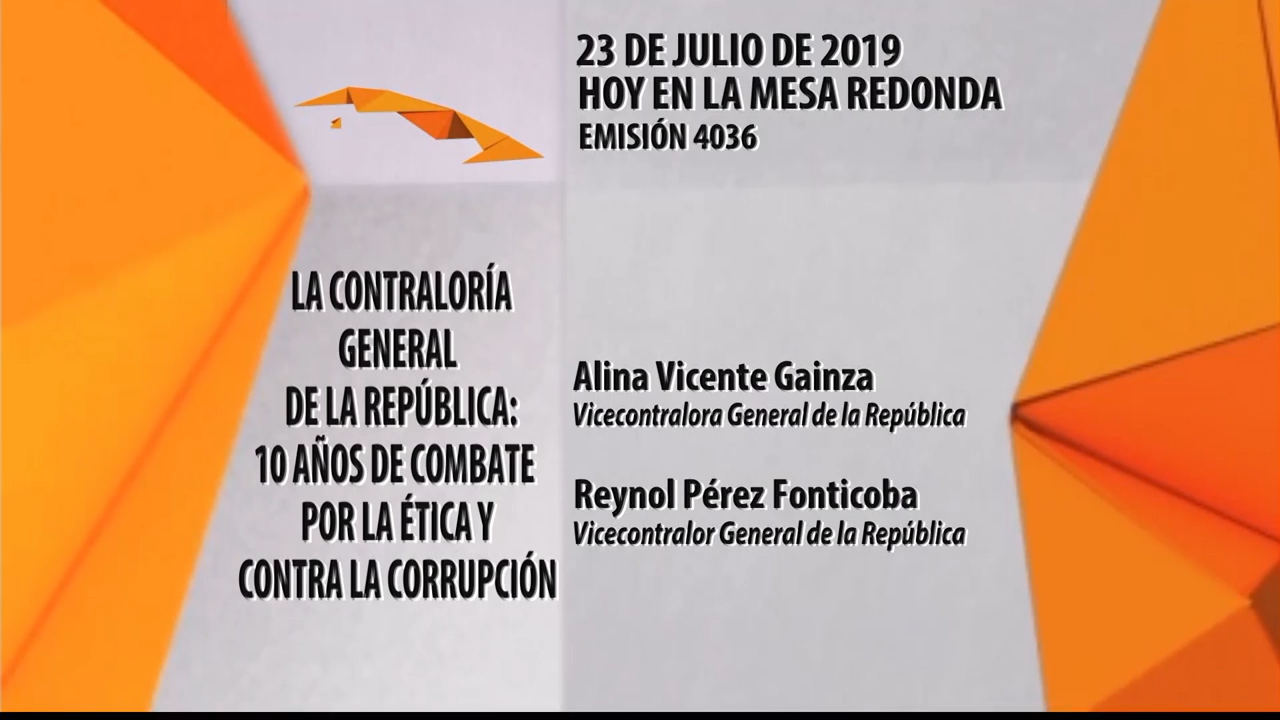 23 DE JULIO DE 2019
HOY EN LA MESA REDONDA
EMISIÓN 4036
LA CONTRALORÍA
GENERAL
DE LA REPÚBLICA:
10 AÑOS DE COMBATE
POR LA ÉTICA Y
CONTRA LA CORRUPCIÓN
Alina Vicente Gainza
Vicecontralora General de la República
Reynol Pérez Fonticoba
Vicecontralor General de la República